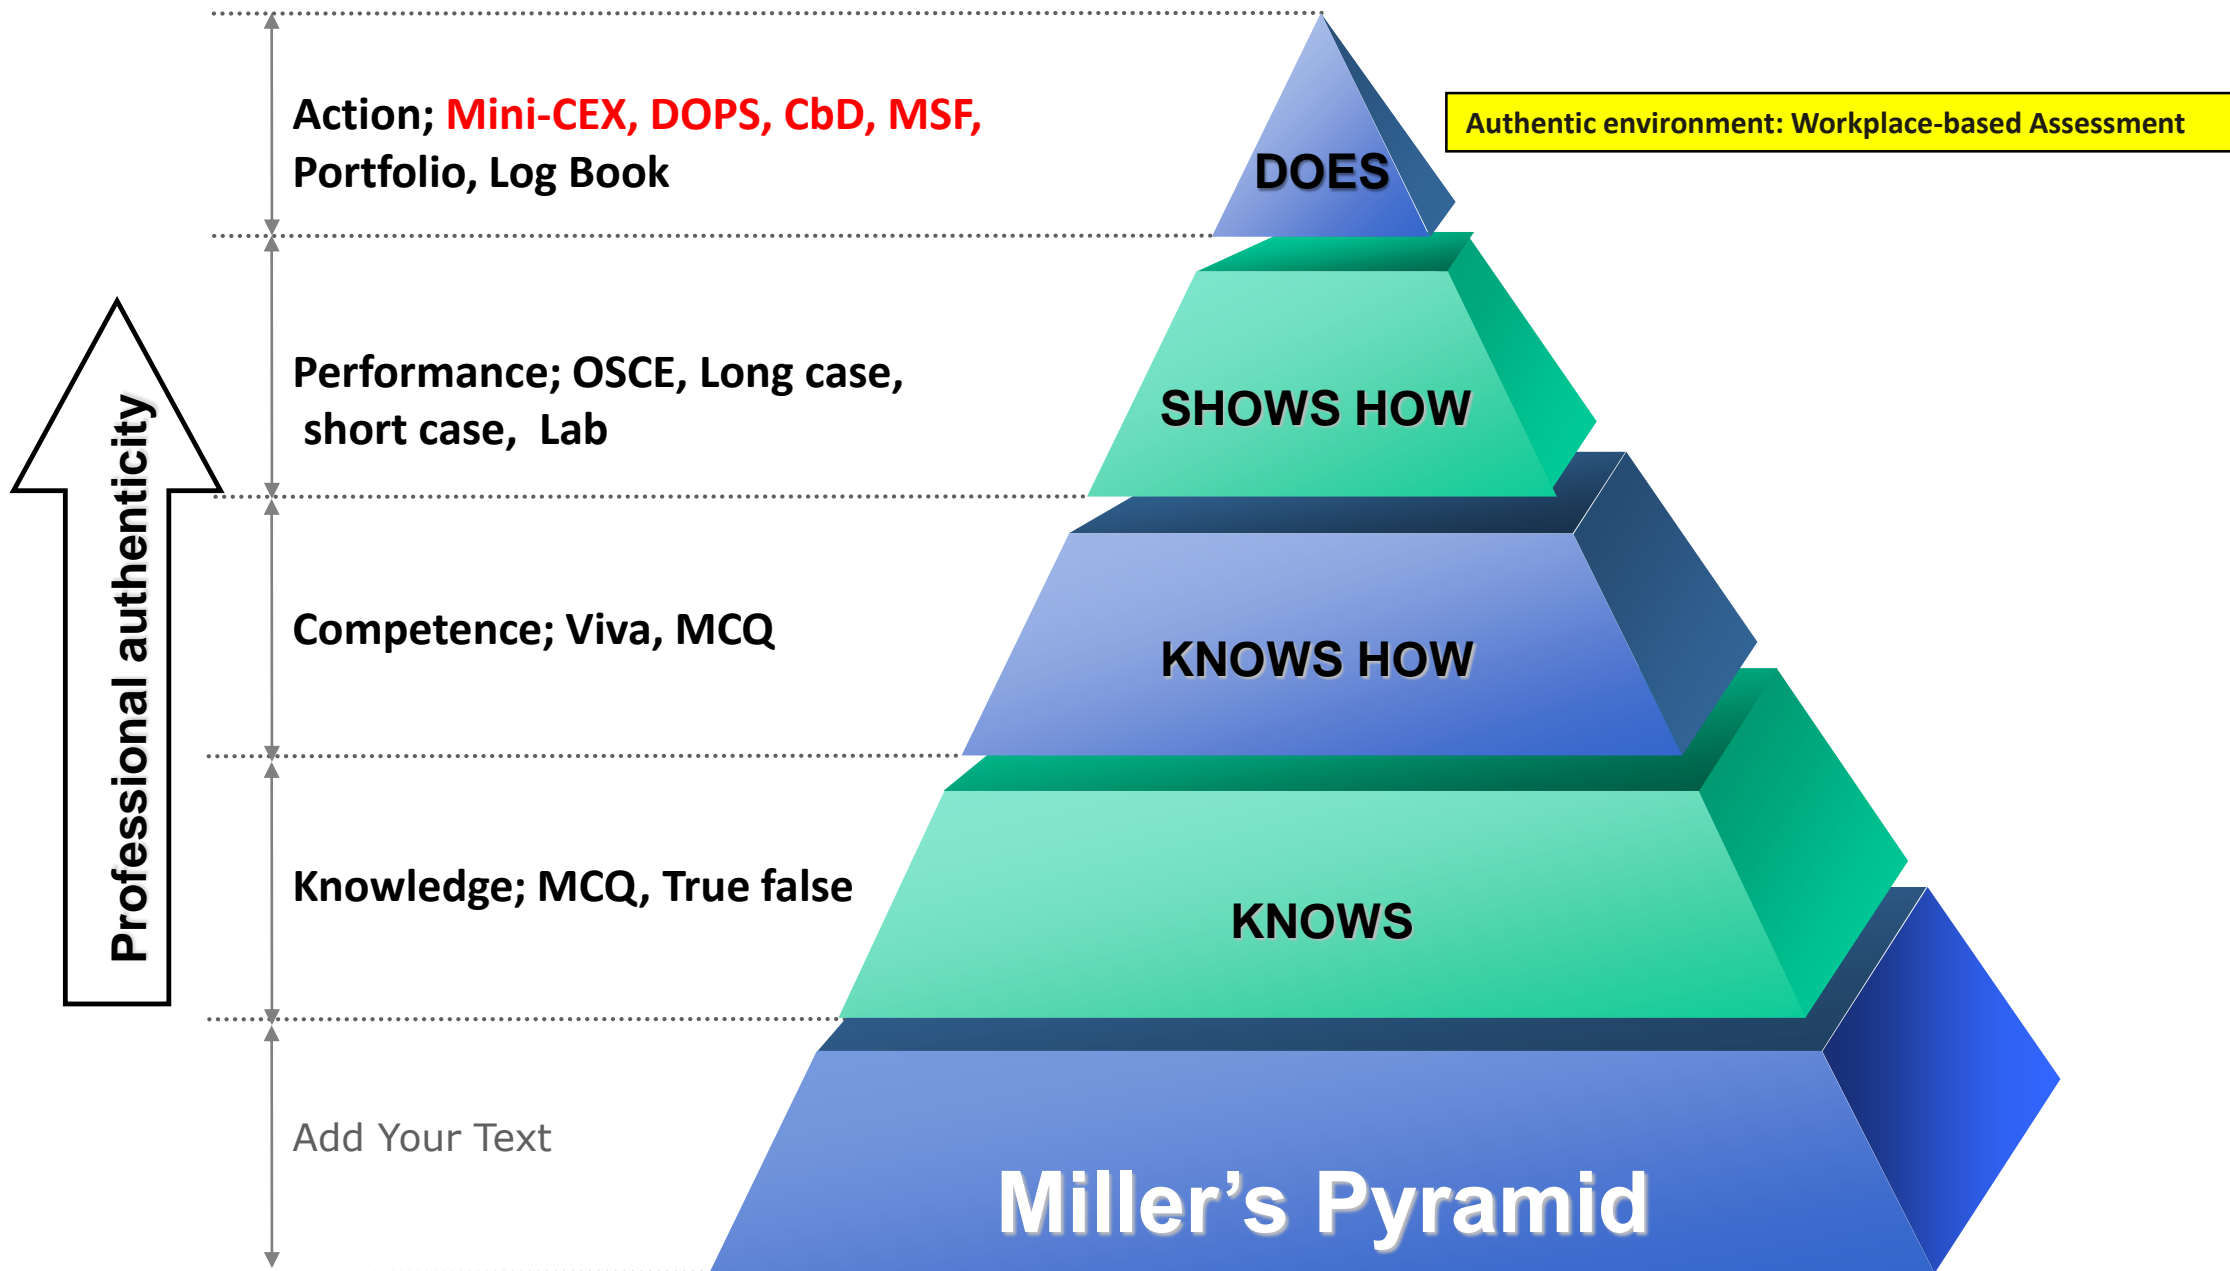 Action; Mini-CEX, DOPS, CbD, MSF,
Portfolio, Log Book
DOES
Authentic environment: Workplace-based Assessment
Performance; OSCE, Long case,
short case, Lab
SHOWS HOW
Professional authenticity
Competence; Viva, MCQ
KNOWS HOW
Knowledge; MCQ, True false
KNOWS
Add Your Text
Miller’s Pyramid